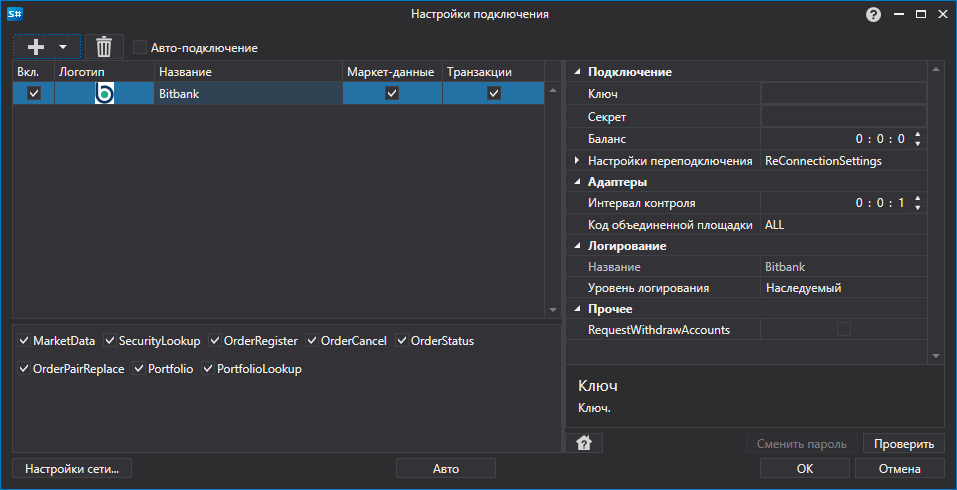 S#
Настройки подключения
?
Авто-подключение
Вкл. Логотип Название Маркет-данные Транзакции
Bitbank
Подключение
Ключ
Секрет
Баланс 0 : 0 : 0
Настройки переподключения ReConnectionSettings
Адаптеры
Интервал контроля 0 : 0 : 1
Код объединенной площадки ALL
Логирование
Название Bitbank
Уровень логирования Наследуемый
Прочее
RequestWithdrawAccounts
MarketData SecurityLookup OrderRegister OrderCancel OrderStatus
OrderPairReplace Portfolio PortfolioLookup
Ключ
Ключ.
Сменить пароль Проверить
Настройки сети... Авто OK Отмена